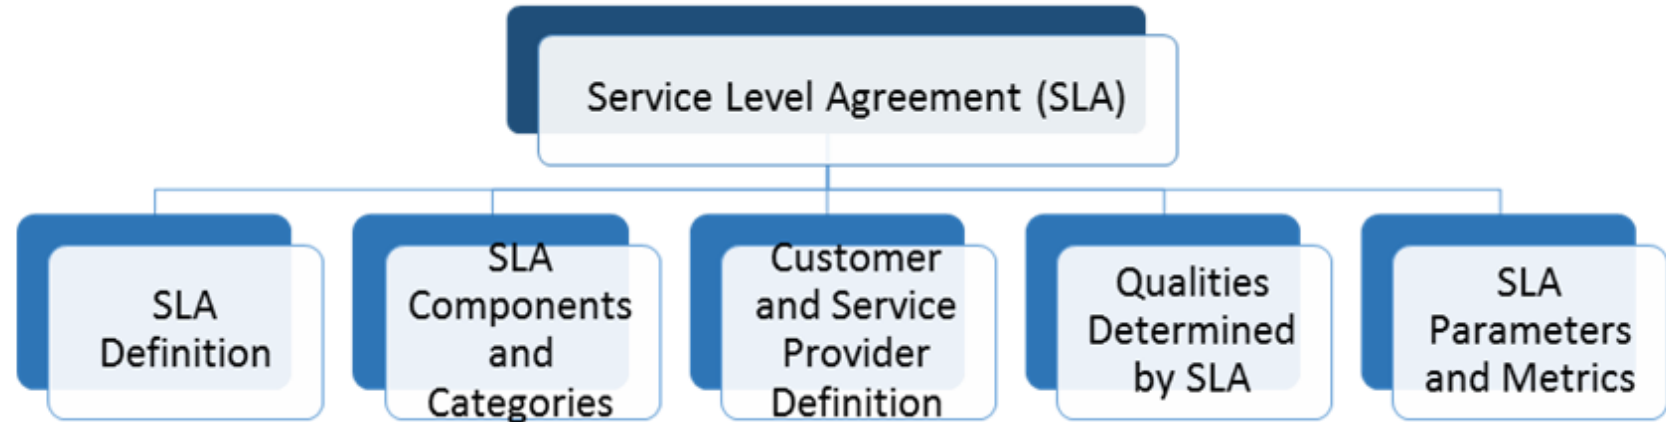 Service Level Agreement (SLA)
SLA
Definition
SLA
Components
and
Categories
Customer
and Service
Provider
Definition
Qualities
Determined
by SLA
SLA
Parameters
and Metrics